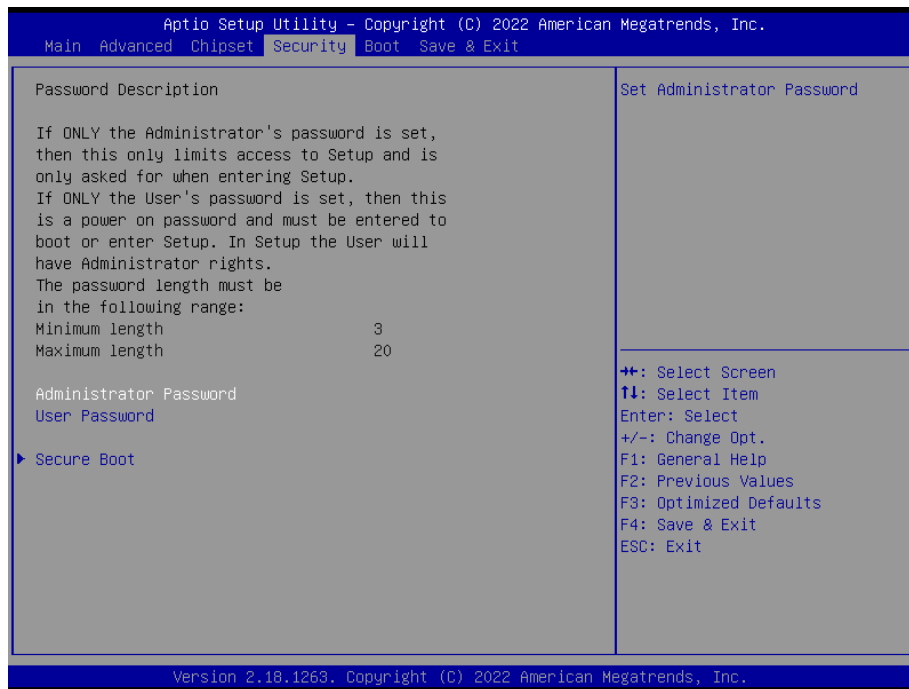 Aptio Setup Utility – Copyright (C) 2022 American Megatrends, Inc.
Main Advanced Chipset Security Boot Save & Exit
Password Description
If ONLY the Administrator's password is set,
then this only limits access to Setup and is
only asked for when entering Setup.
If ONLY the User's password is set, then this
is a power on password and must be entered to
boot or enter Setup. In Setup the User will
have Administrator rights.
The password length must be
in the following range:
Minimum length 3
Maximum length 20
Administrator Password
User Password
Secure Boot
Set Administrator Password
→←: Select Screen
↑↓: Select Item
Enter: Select
+/-: Change Opt.
F1: General Help
F2: Previous Values
F3: Optimized Defaults
F4: Save & Exit
ESC: Exit
Version 2.18.1263. Copyright (C) 2022 American Megatrends, Inc.